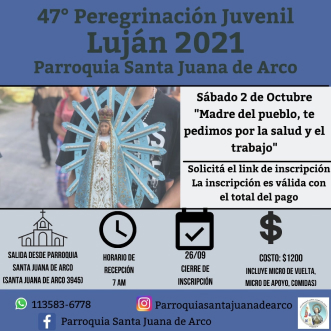 47° Peregrinación Juvenil
Luján 2021
Parroquia Santa Juana de Arco
Sábado 2 de Octubre
"Madre del pueblo, te
pedimos por la salud y el
trabajo"
Solicitá el link de inscripción
La inscripción es válida con
el total del pago
SALIDA DESDE PARROQUIA
SANTA JUANA DE ARCO
(SANTA JUANA DE ARCO 3945)
HORARIO DE
RECEPCIÓN
7 AM
26/09
CIERRE DE
INSCRIPCIÓN
COSTO: $1200
INCLUYE MICRO DE VUELTA,
MICRO DE APOYO, COMIDAS)
113583-6778
Parroquiasantajuanadearco
Parroquia Santa Juana de Arco